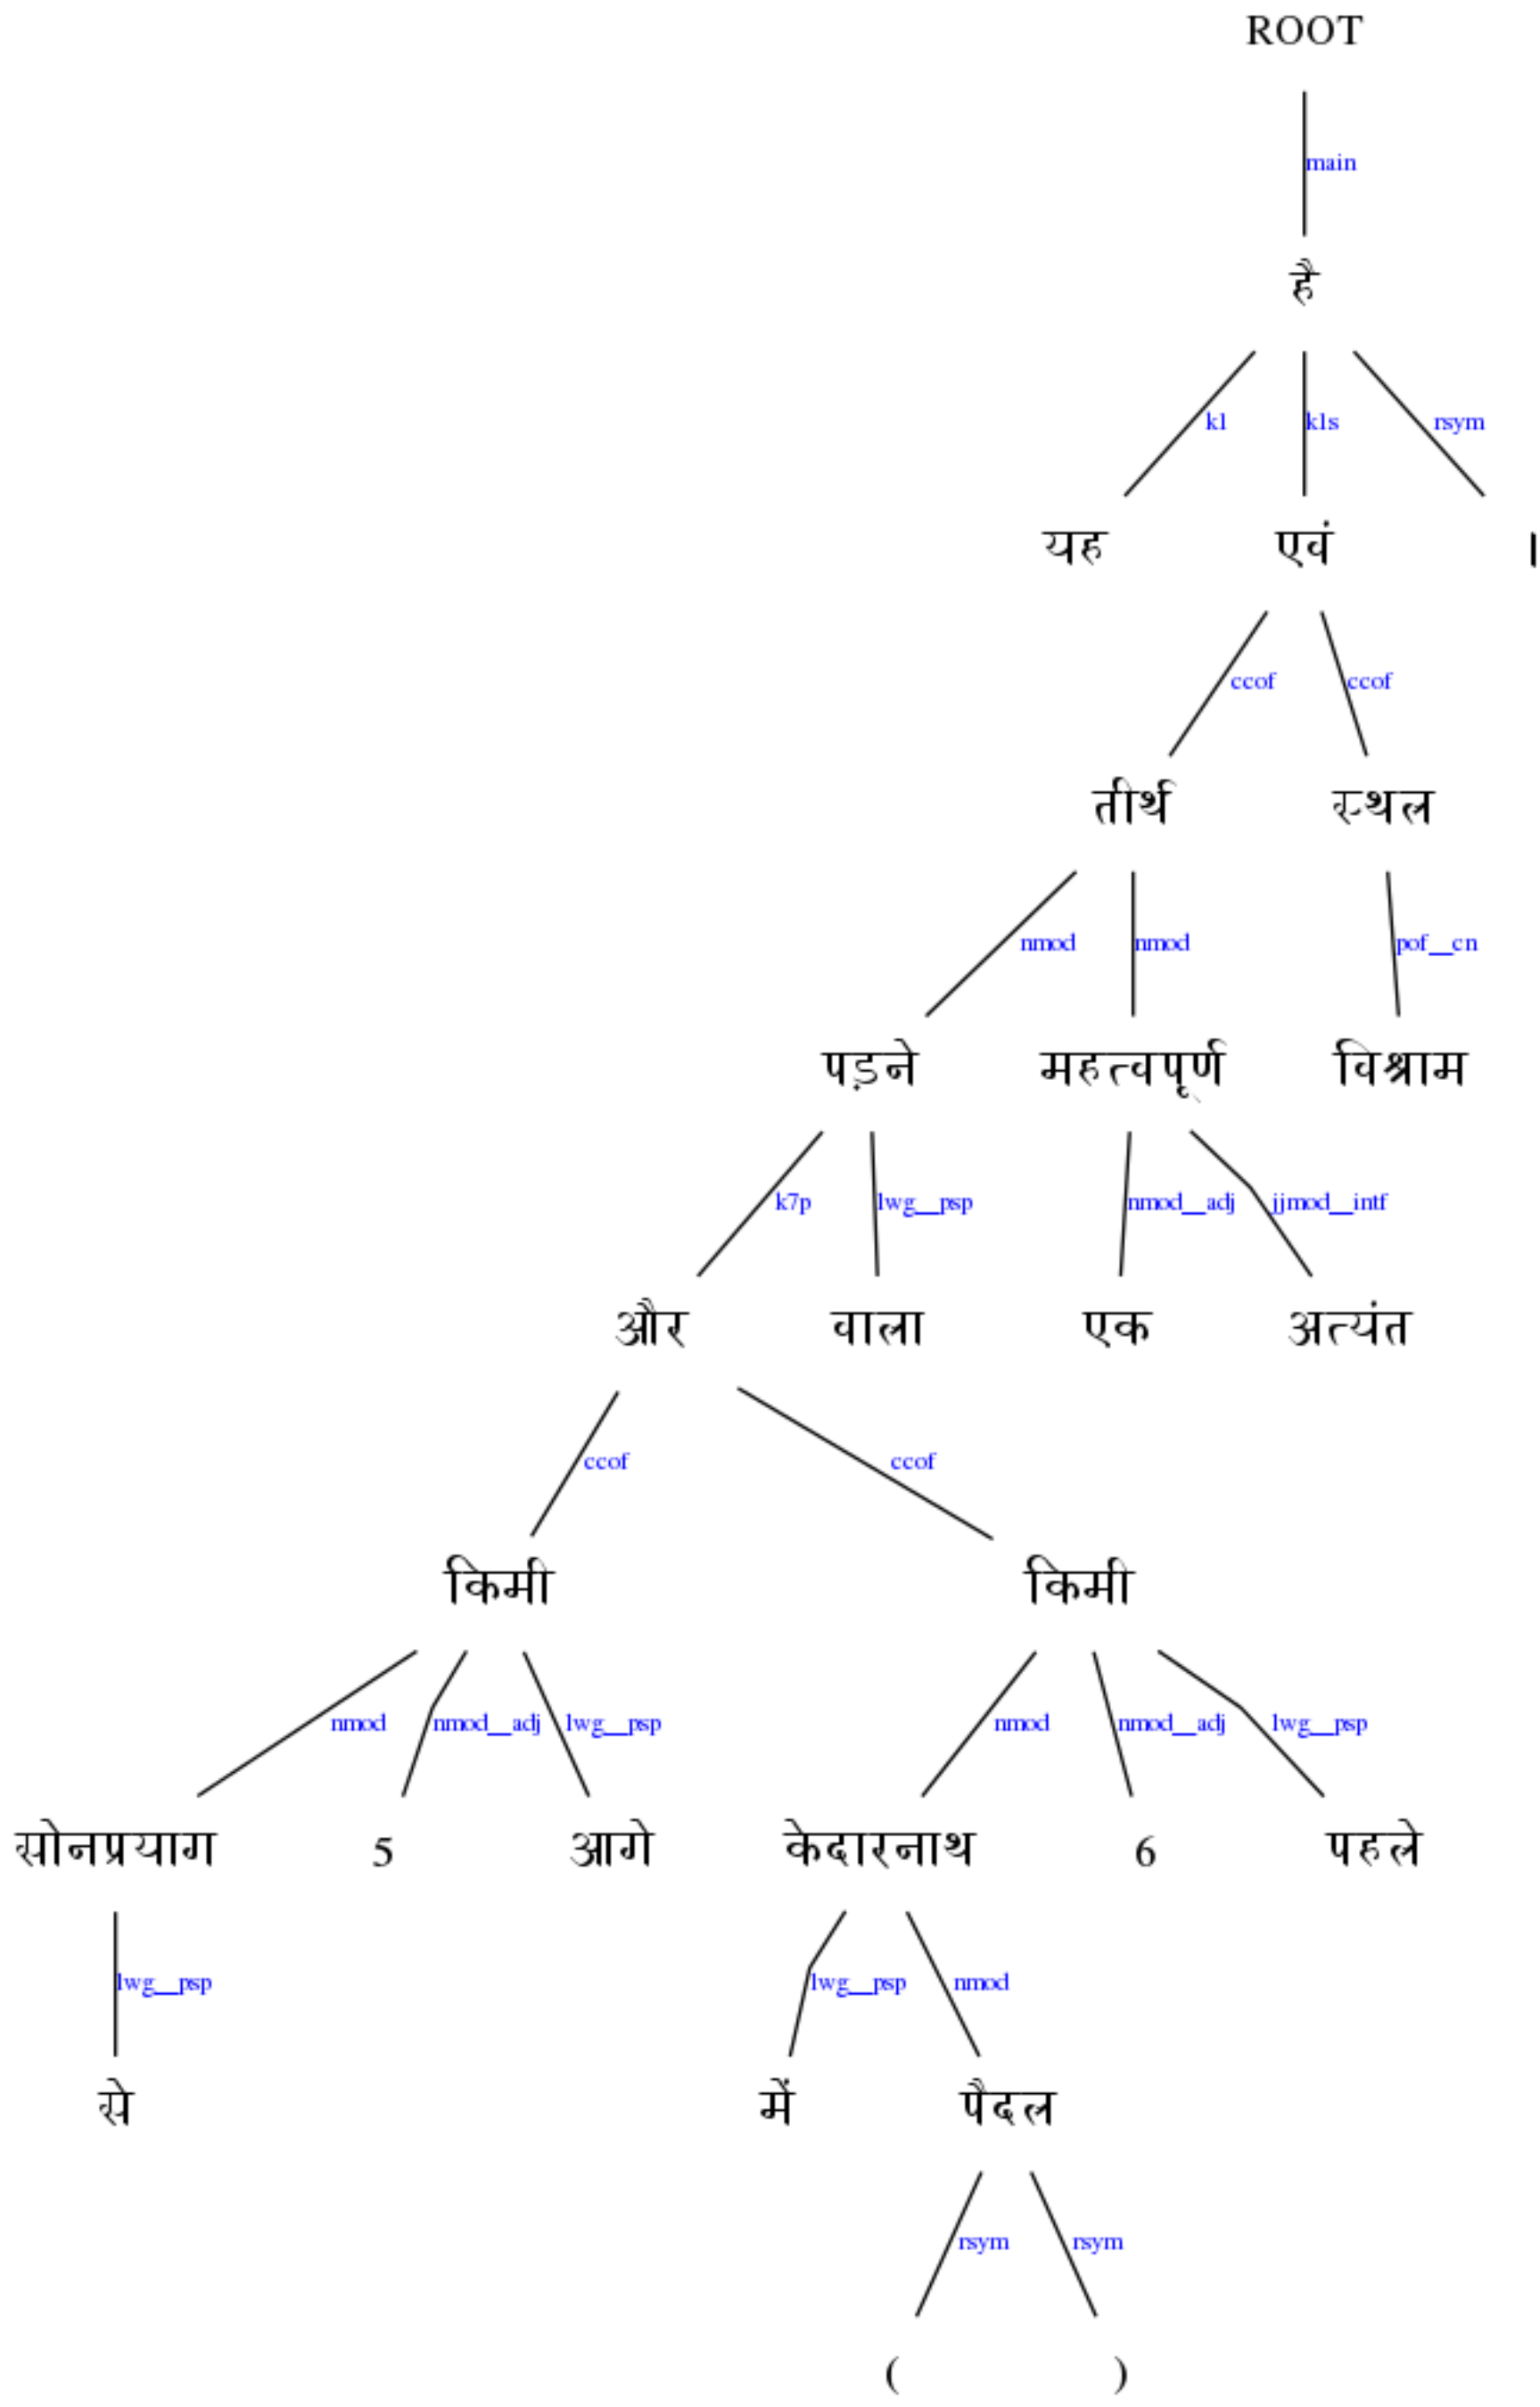 ROOT
main
है
k1 k1s rsym
यह एवं ।
ccof ccof
तीर्थ स्थल
nmod nmod pof__cn
पड़ने महत्वपूर्ण विश्राम
k7p lwg__psp nmod__adj jjmod__intf
और वाला एक अत्यंत
ccof ccof
किमी किमी
nmod nmod__adj lwg__psp nmod nmod__adj lwg__psp
सोनप्रयाग 5 आगे केदारनाथ 6 पहले
lwg__psp lwg__psp nmod
से में पैदल
rsym rsym
( )